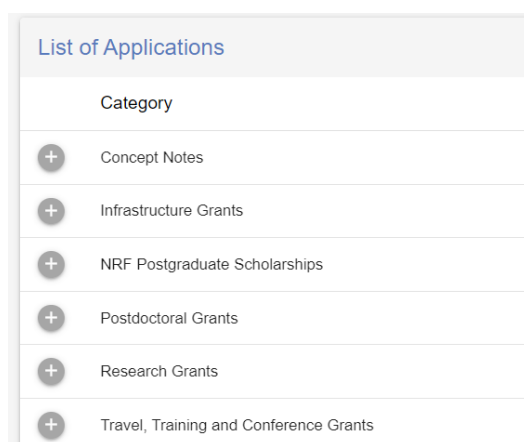 List of Applications
Category
Concept Notes
Infrastructure Grants
NRF Postgraduate Scholarships
Postdoctoral Grants
Research Grants
Travel, Training and Conference Grants